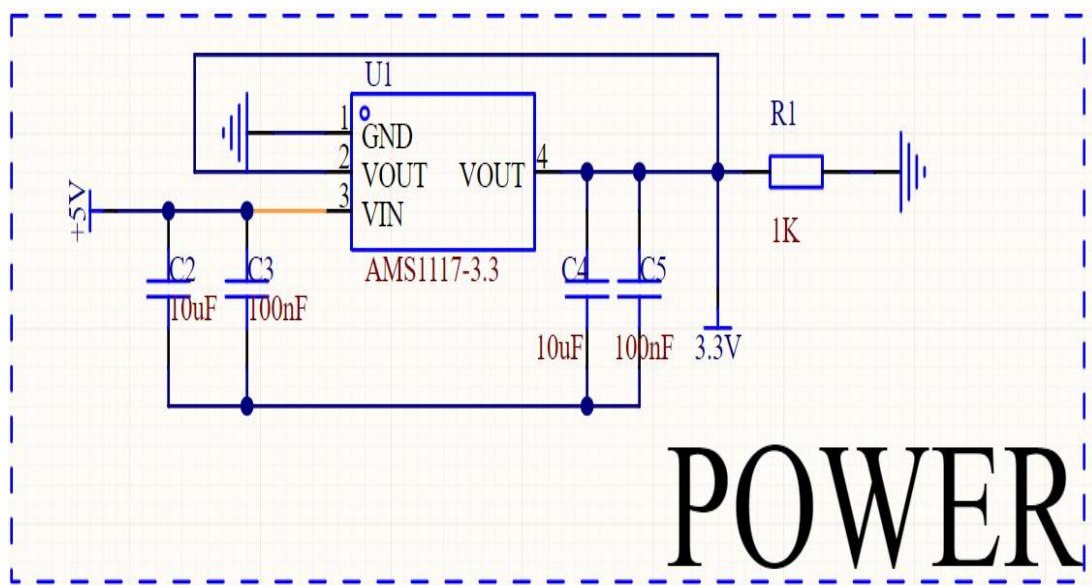 U1
R1
1
GND
2
VOUT
VOUT
4
+5V
3
VIN
1K
AMS1117-3.3
C2
C3
C4
C5
10uF
100nF
10uF
100nF
3.3V
POWER